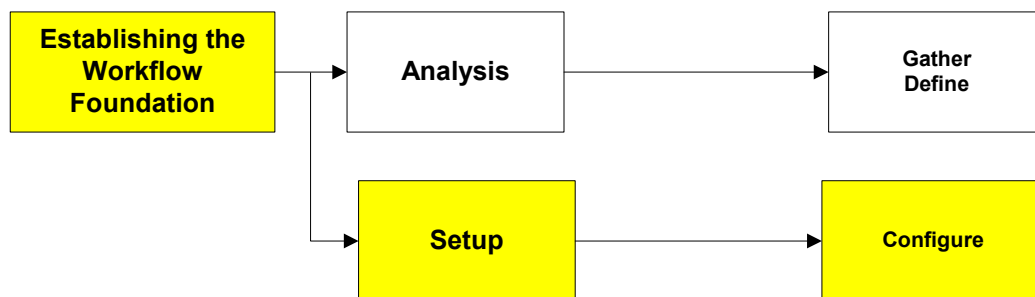 Establishing the
Workflow
Foundation
Analysis
Gather
Define
Setup
Configure